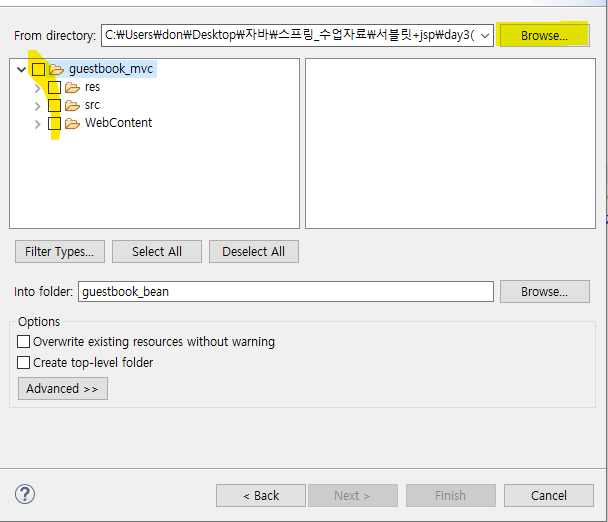 From directory: C:₩Users₩don₩Desktop₩자바₩스프링_수업자료₩서블릿+jsp₩day3( Browse...
guestbook_mvc
res
src
WebContent
Filter Types... Select All Deselect All
Into folder: guestbook_bean Browse...
Options
Overwrite existing resources without warning
Create top-level folder
Advanced >>
? < Back Next > Finish Cancel